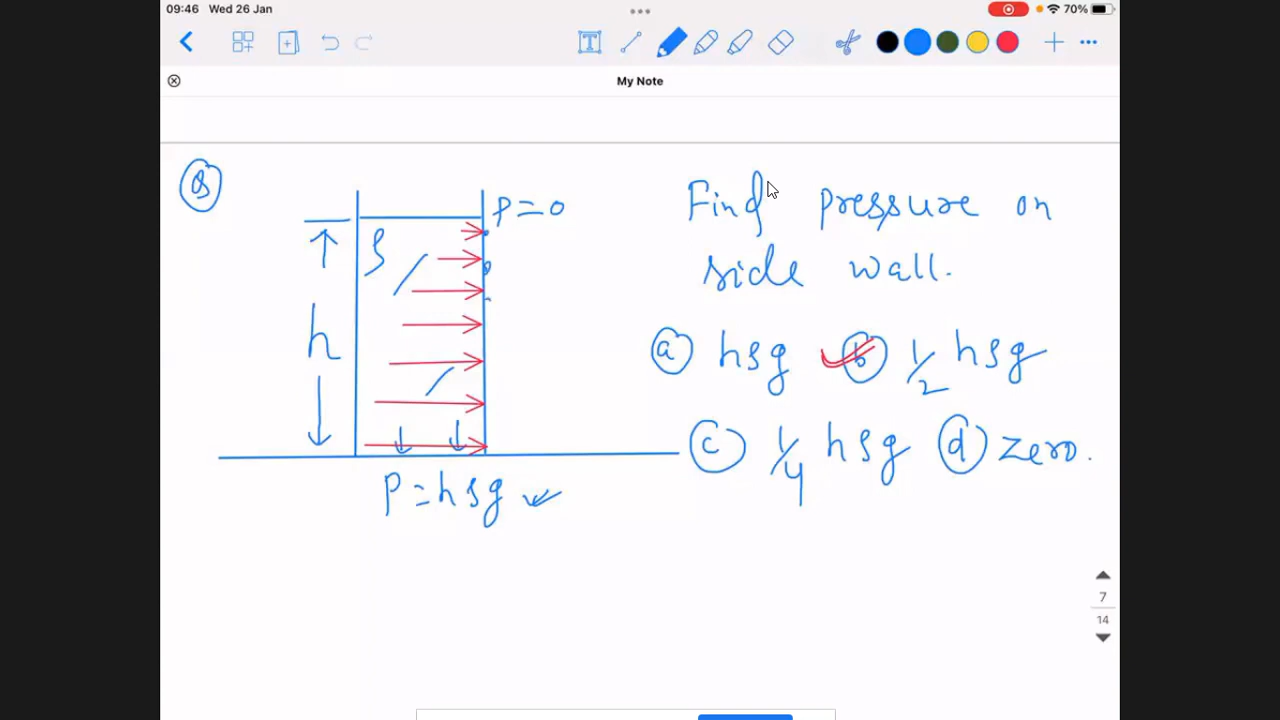 09:46 Wed 26 Jan
70%
My Note
Q
P=0
Find pressure on
side wall.
ρ
h
a hρg b 1/2 hρg
c 1/4 hρg d zero.
P=hρg
7
14